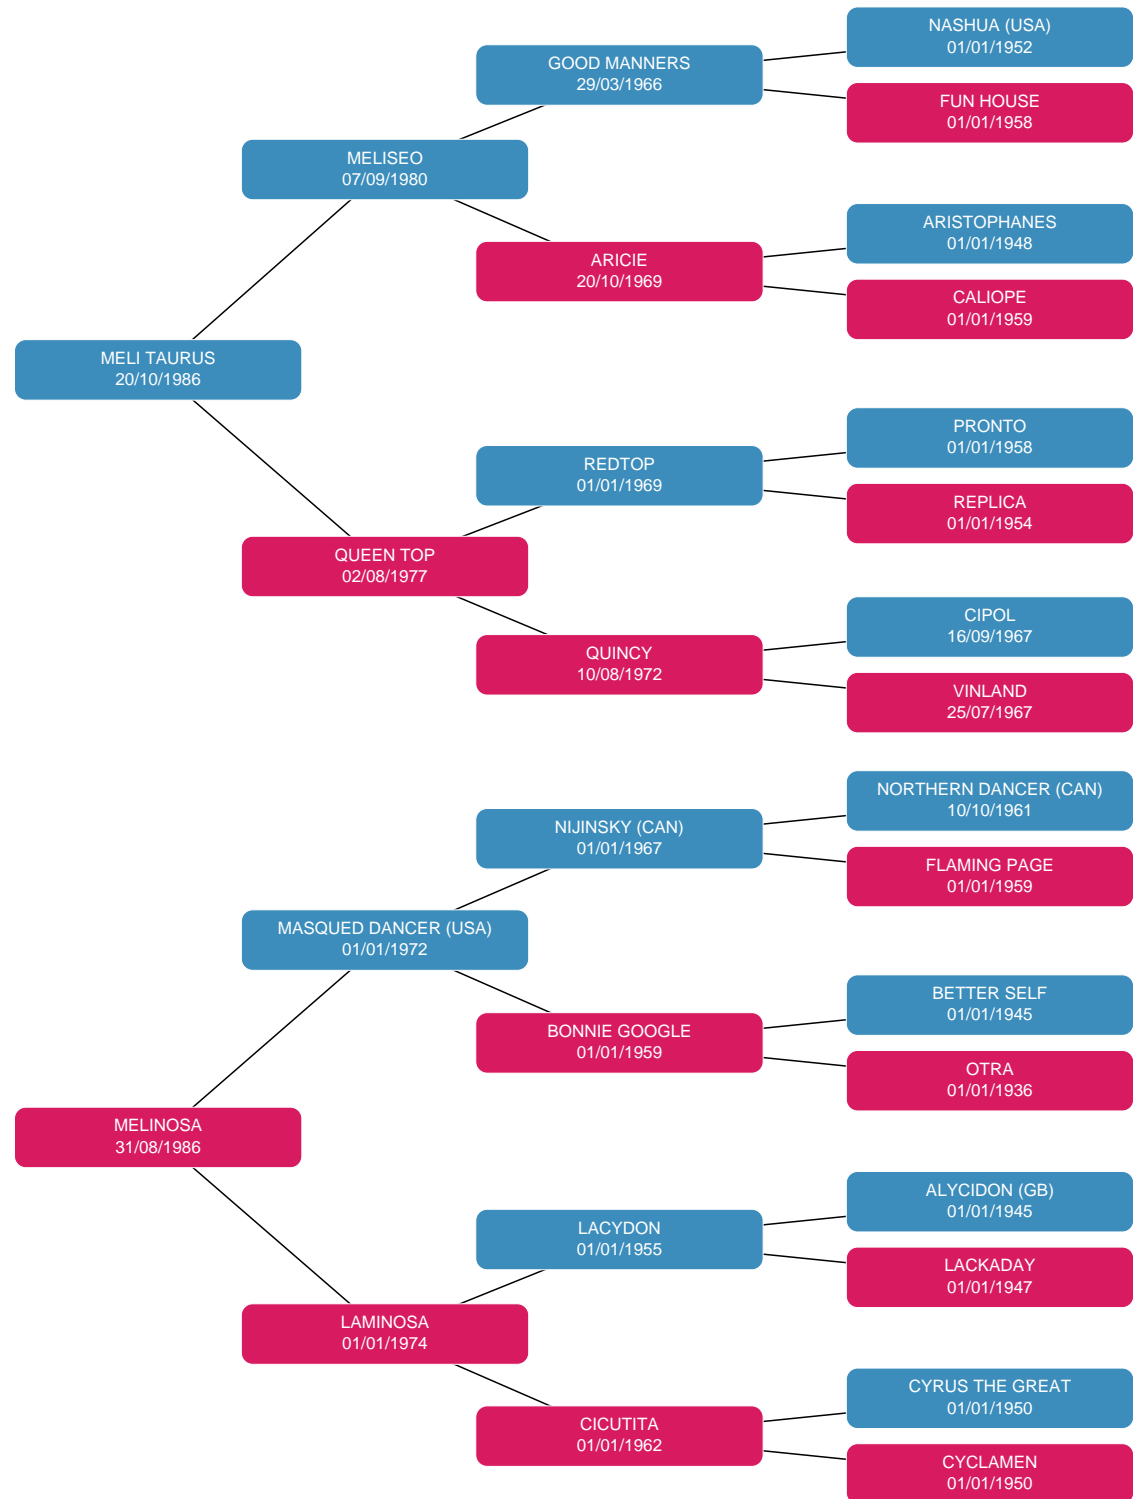 NASHUA (USA)
01/01/1952
GOOD MANNERS
29/03/1966
FUN HOUSE
01/01/1958
MELISEO
07/09/1980
ARISTOPHANES
01/01/1948
ARICIE
20/10/1969
CALIOPE
01/01/1959
MELI TAURUS
20/10/1986
PRONTO
01/01/1958
REDTOP
01/01/1969
REPLICA
01/01/1954
QUEEN TOP
02/08/1977
CIPOL
16/09/1967
QUINCY
10/08/1972
VINLAND
25/07/1967
NORTHERN DANCER (CAN)
10/10/1961
NIJINSKY (CAN)
01/01/1967
FLAMING PAGE
01/01/1959
MASQUED DANCER (USA)
01/01/1972
BETTER SELF
01/01/1945
BONNIE GOOGLE
01/01/1959
OTRA
01/01/1936
MELINOSA
31/08/1986
ALYCIDON (GB)
01/01/1945
LACYDON
01/01/1955
LACKADAY
01/01/1947
LAMINOSA
01/01/1974
CYRUS THE GREAT
01/01/1950
CICUTITA
01/01/1962
CYCLAMEN
01/01/1950